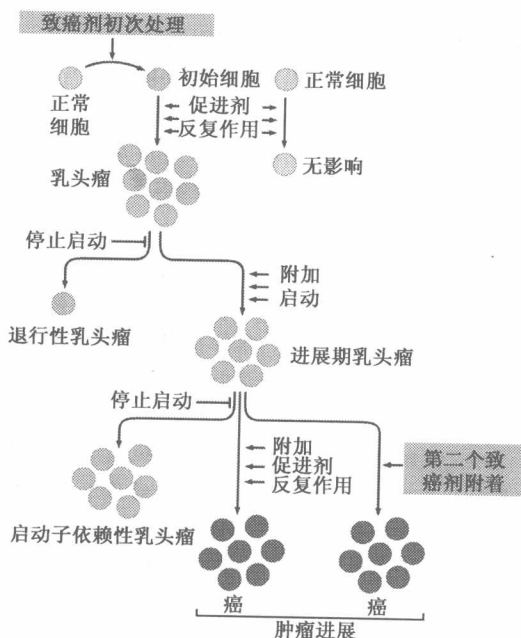 致癌剂初次处理
正常
细胞
初始细胞
正常细胞
促进剂
反复作用
乳头瘤
无影响
停止启动
附加
启动
退行性乳头瘤
进展期乳头瘤
停止启动
附加
促进剂
反复作用
第二个致
癌剂附着
启动子依赖性乳头瘤
癌
癌
肿瘤进展